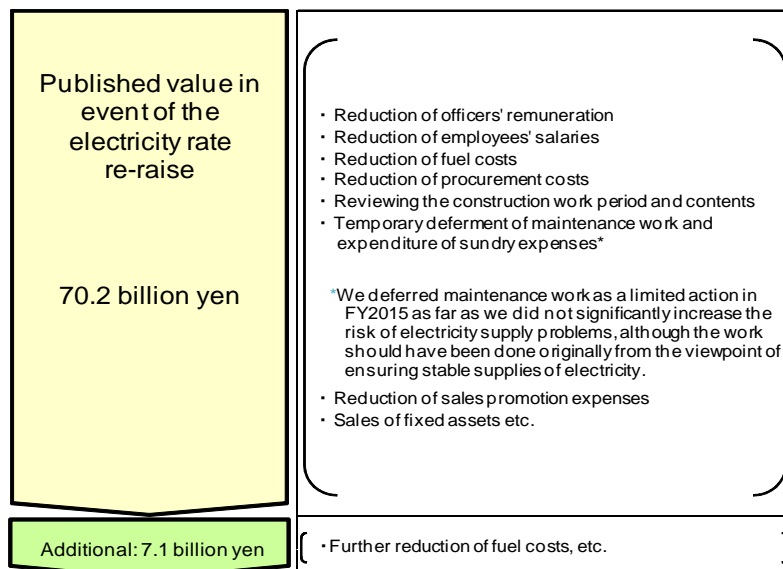 Published value in
event of the
electricity rate
re-raise
70.2 billion yen
・Reduction of officers' remuneration
・Reduction of employees' salaries
・Reduction of fuel costs
・Reduction of procurement costs
・Reviewing the construction work period and contents
・Temporary deferment of maintenance work and
expenditure of sundry expenses*
*We deferred maintenance work as a limited action in
FY2015 as far as we did not significantly increase the
risk of electricity supply problems, although the work
should have been done originally from the viewpoint of
ensuring stable supplies of electricity.
・Reduction of sales promotion expenses
・Sales of fixed assets etc.
Additional: 7.1 billion yen
・Further reduction of fuel costs, etc.